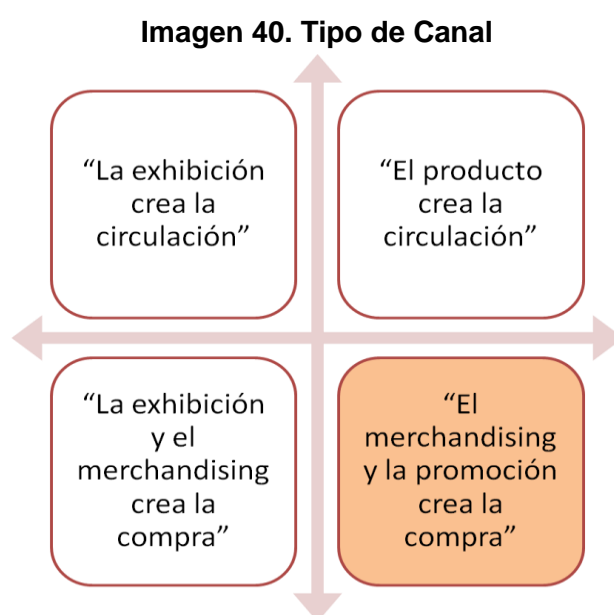 Imagen 40. Tipo de Canal
“La exhibición
crea la
circulación”
“El producto
crea la
circulación”
“La exhibición
y el
merchandising
crea la
compra”
“El
merchandising
y la promoción
crea la
compra”